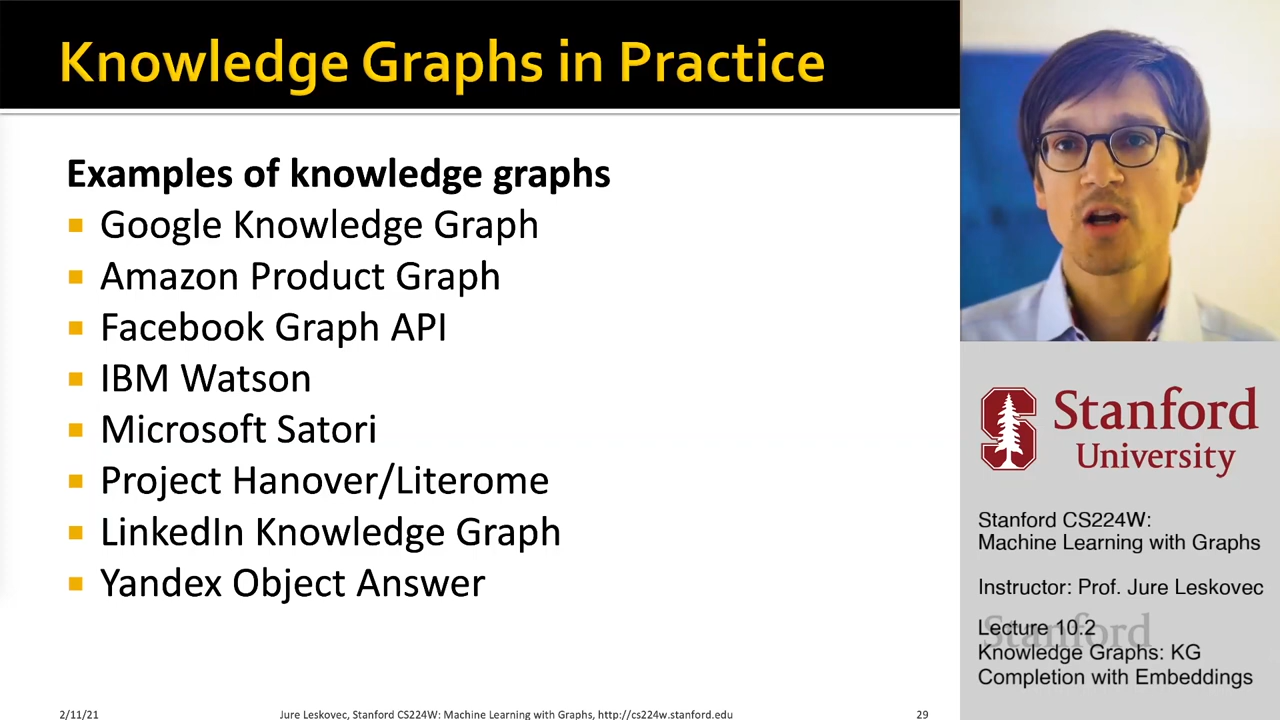 Knowledge Graphs in Practice
Examples of knowledge graphs
Google Knowledge Graph
Amazon Product Graph
Facebook Graph API
IBM Watson
Microsoft Satori
Project Hanover/Literome
LinkedIn Knowledge Graph
Yandex Object Answer
2/11/21
Jure Leskovec, Stanford CS224W: Machine Learning with Graphs, http://cs224w.stanford.edu
29
S
Stanford
University
Stanford CS224W:
Machine Learning with Graphs
Instructor: Prof. Jure Leskovec
Lecture 10.2
Stanford
Knowledge Graphs: KG
Completion with Embeddings